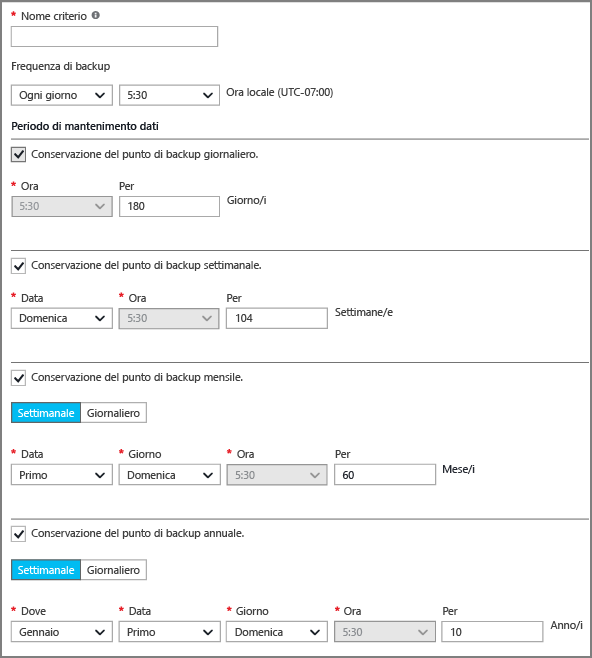 * Nome criterio
Frequenza di backup
Ogni giorno 5:30 Ora locale (UTC-07:00)
Periodo di mantenimento dati
Conservazione del punto di backup giornaliero.
* Ora Per
5:30 180 Giorno/i
Conservazione del punto di backup settimanale.
* Data * Ora Per
Domenica 5:30 104 Settimane/e
Conservazione del punto di backup mensile.
Settimanale Giornaliero
* Data * Giorno * Ora Per
Primo Domenica 5:30 60 Mese/i
Conservazione del punto di backup annuale.
Settimanale Giornaliero
* Dove * Data * Giorno * Ora Per
Gennaio Primo Domenica 5:30 10 Anno/i